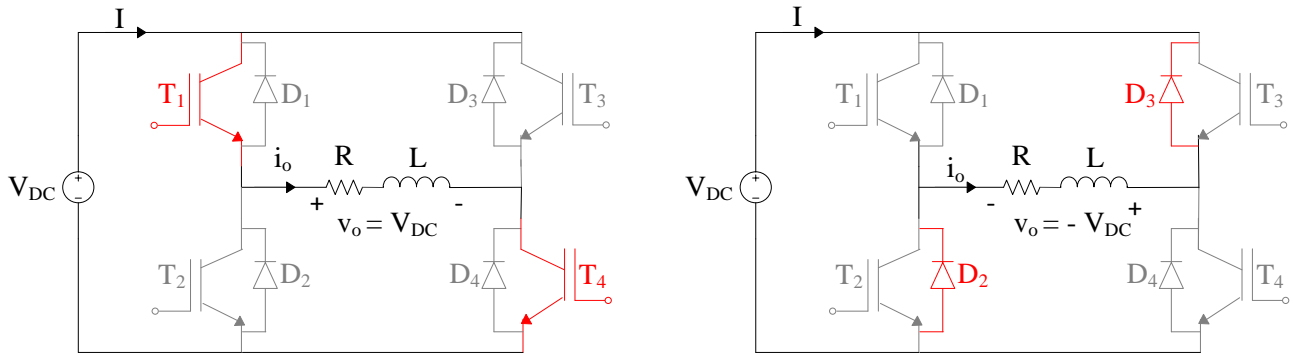 I
T1
D1
D3
T3
io
R
L
VDC
+
-
+
-
vo = VDC
T2
D2
D4
T4
I
T1
D1
D3
T3
io
R
L
VDC
+
-
-
+
vo = - VDC
T2
D2
D4
T4